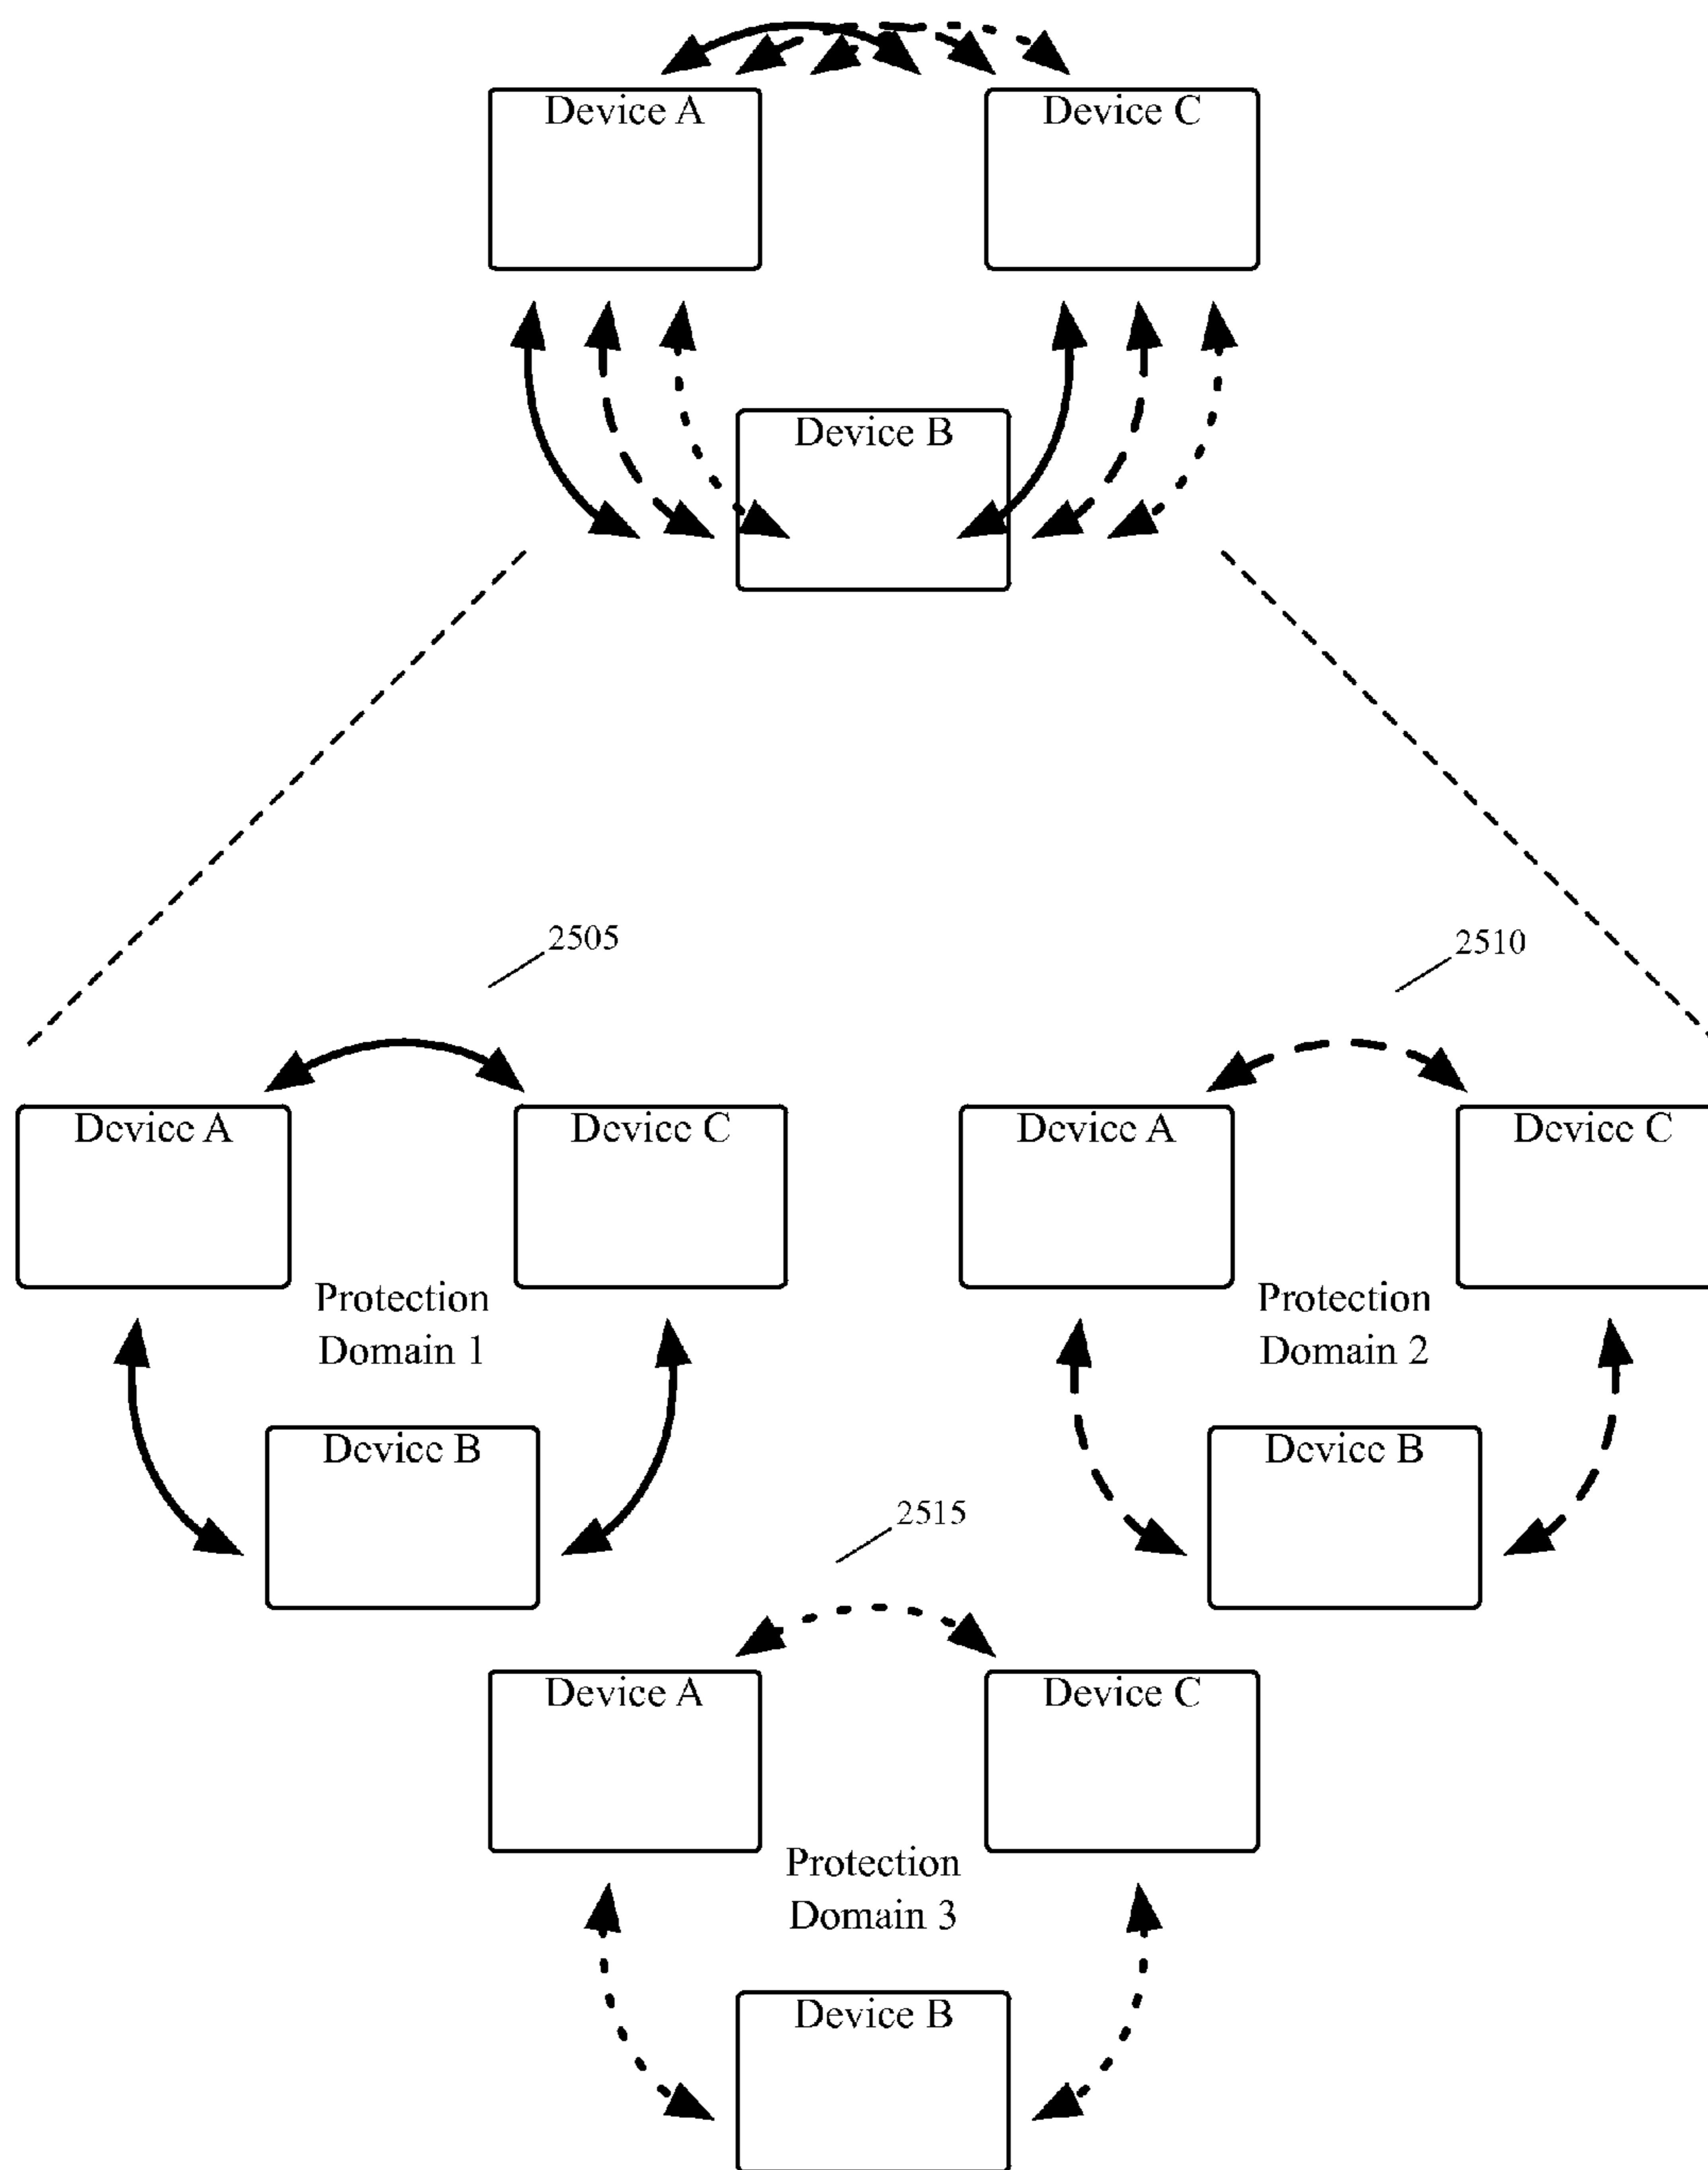 Device A
Device C
Device B
2505
2510
Device A
Device C
Device A
Device C
Protection
Domain 1
Protection
Domain 2
Device B
Device B
2515
Device A
Device C
Protection
Domain 3
Device B